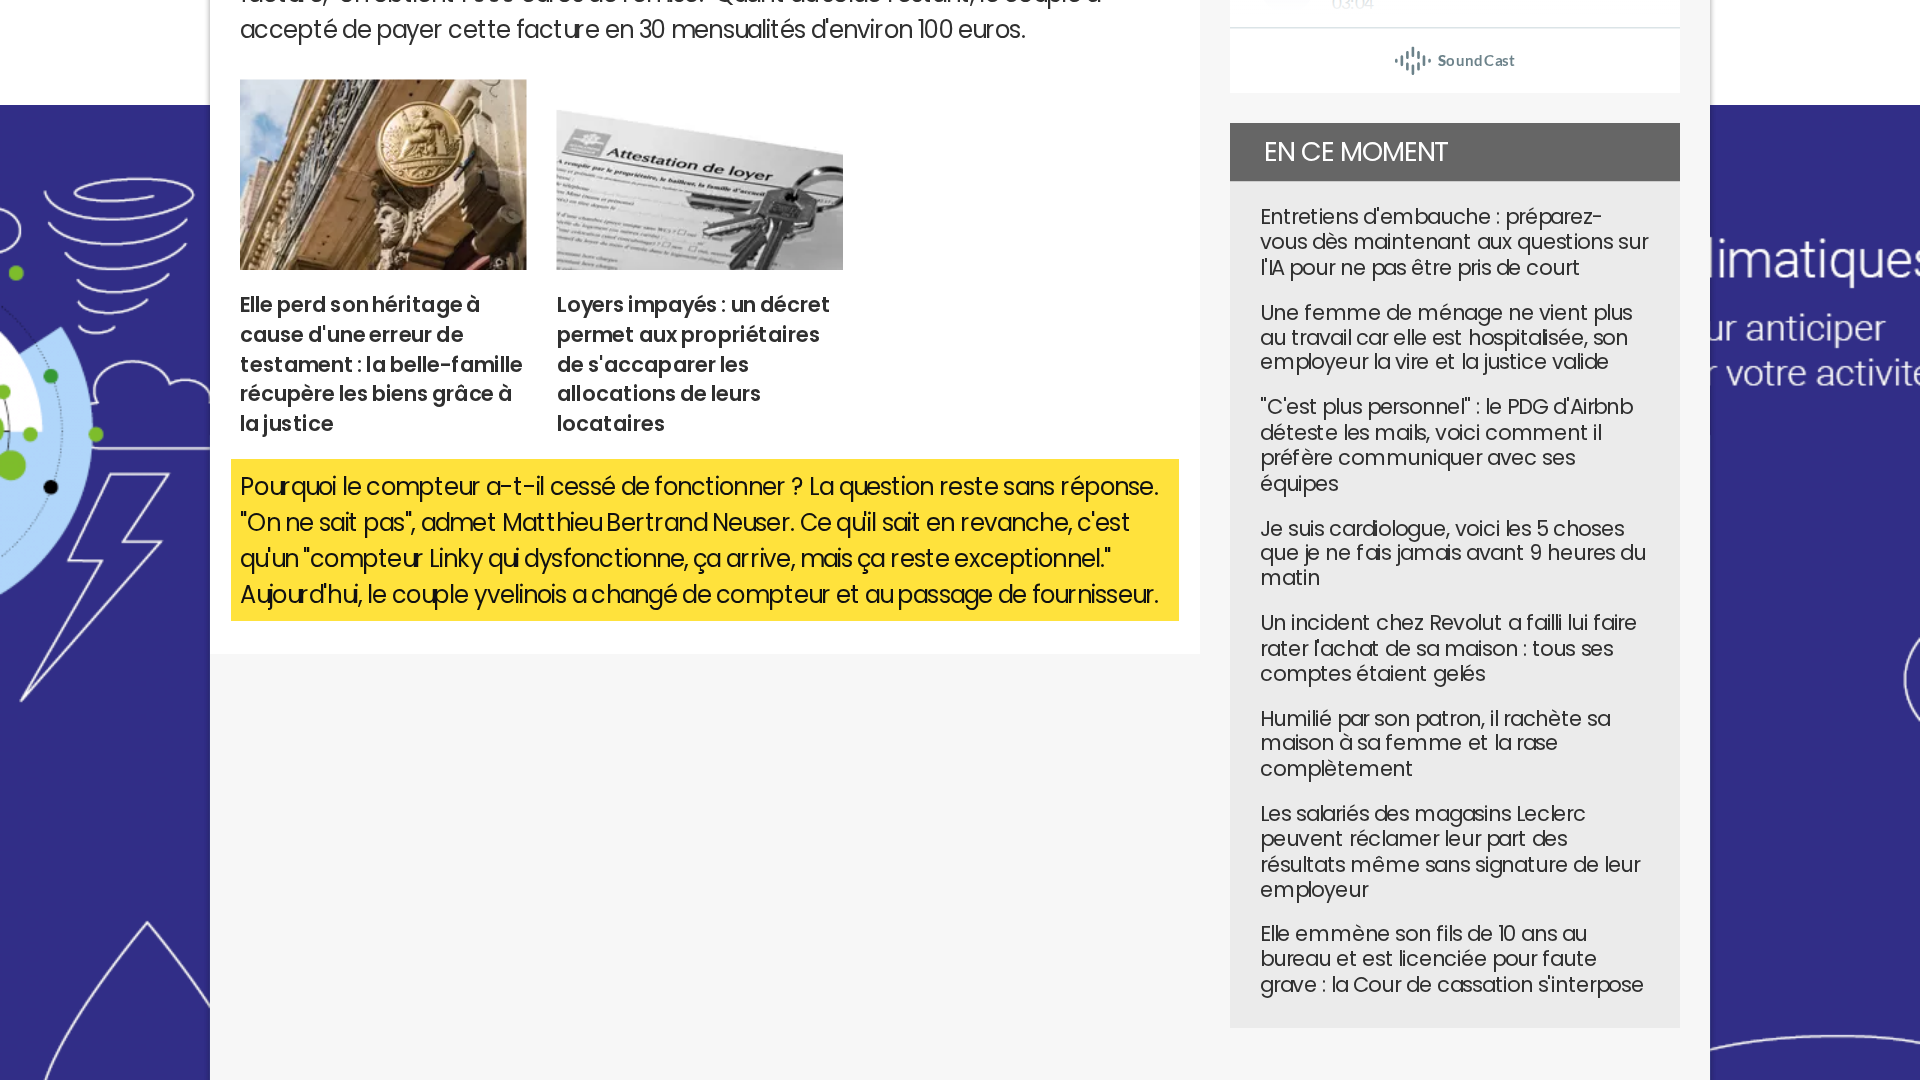 accepté de payer cette facture en 30 mensualités d'environ 100 euros.
Attestation de loyer
Elle perd son héritage à
cause d'une erreur de
testament : la belle-famille
récupère les biens grâce à
la justice
Loyers impayés : un décret
permet aux propriétaires
de s'accaparer les
allocations de leurs
locataires
Pourquoi le compteur a-t-il cessé de fonctionner ? La question reste sans réponse.
"On ne sait pas", admet Matthieu Bertrand Neuser. Ce qu'il sait en revanche, c'est
qu'un "compteur Linky qui dysfonctionne, ça arrive, mais ça reste exceptionnel."
Aujourd'hui, le couple yvelinois a changé de compteur et au passage de fournisseur.
03:04
SoundCast
EN CE MOMENT
Entretiens d'embauche : préparez-
vous dès maintenant aux questions sur
l'IA pour ne pas être pris de court
Une femme de ménage ne vient plus
au travail car elle est hospitalisée, son
employeur la vire et la justice valide
"C'est plus personnel" : le PDG d'Airbnb
déteste les mails, voici comment il
préfère communiquer avec ses
équipes
Je suis cardiologue, voici les 5 choses
que je ne fais jamais avant 9 heures du
matin
Un incident chez Revolut a failli lui faire
rater l'achat de sa maison : tous ses
comptes étaient gelés
Humilié par son patron, il rachète sa
maison à sa femme et la rase
complètement
Les salariés des magasins Leclerc
peuvent réclamer leur part des
résultats même sans signature de leur
employeur
Elle emmène son fils de 10 ans au
bureau et est licenciée pour faute
grave : la Cour de cassation s'interpose
limatiques
ur anticiper
r votre activité